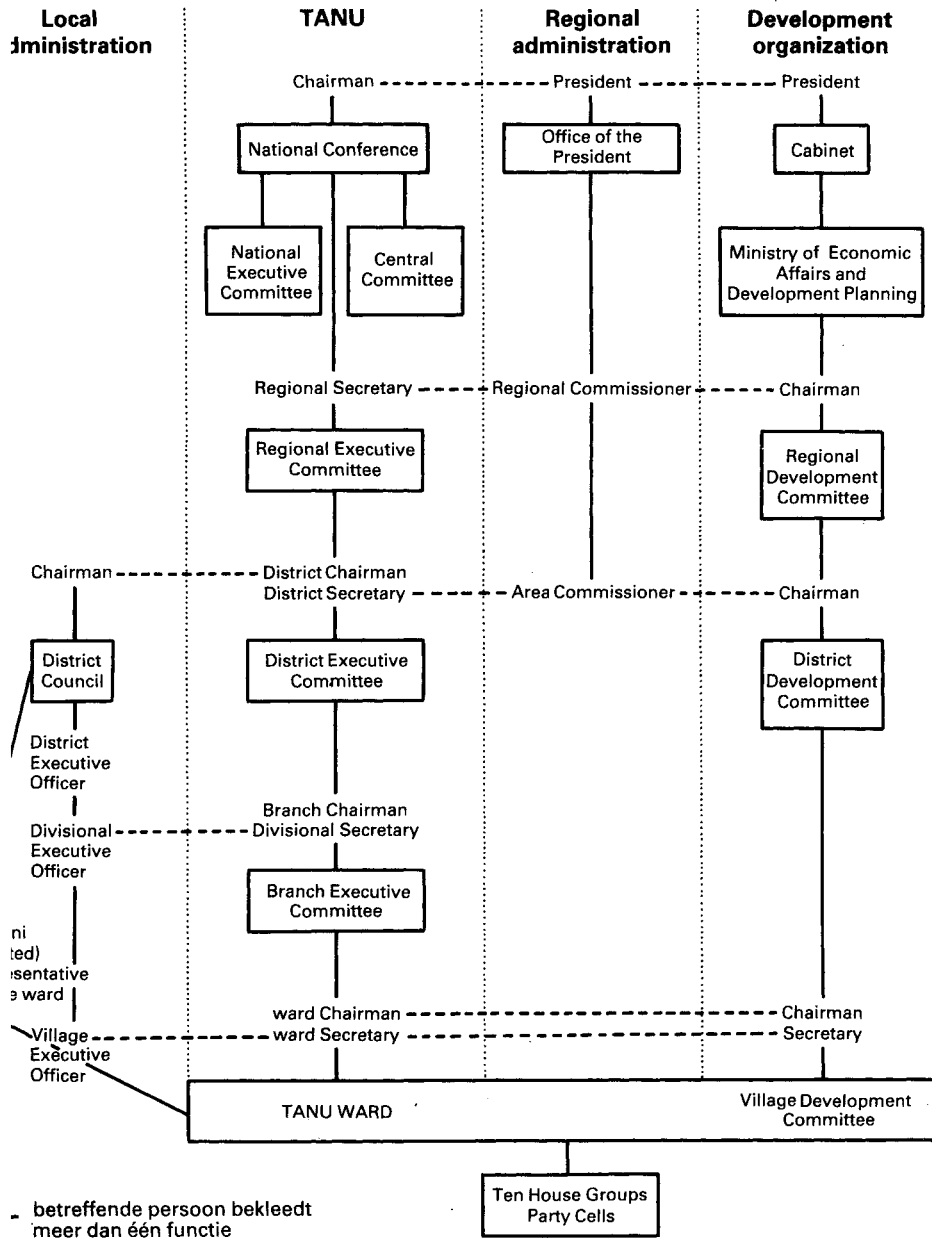 Local
dministration
TANU
Regional
administration
Development
organization
Chairman
President
President
National Conference
Office of the
President
Cabinet
National
Executive
Committee
Central
Committee
Ministry of Economic
Affairs and
Development Planning
Regional Secretary
Regional Commissioner
Chairman
Regional Executive
Committee
Regional
Development
Committee
Chairman
District Chairman
District Secretary
Area Commissioner
Chairman
District
Council
District Executive
Committee
District
Development
Committee
District
Executive
Officer
Branch Chairman
Divisional Secretary
Divisional
Executive
Officer
Branch Executive
Committee
ni
ted)
esentative
e ward
ward Chairman
Chairman
Village
Executive
Officer
ward Secretary
Secretary
TANU WARD
Village Development
Committee
Ten House Groups
Party Cells
betreffende persoon bekleedt
meer dan één functie